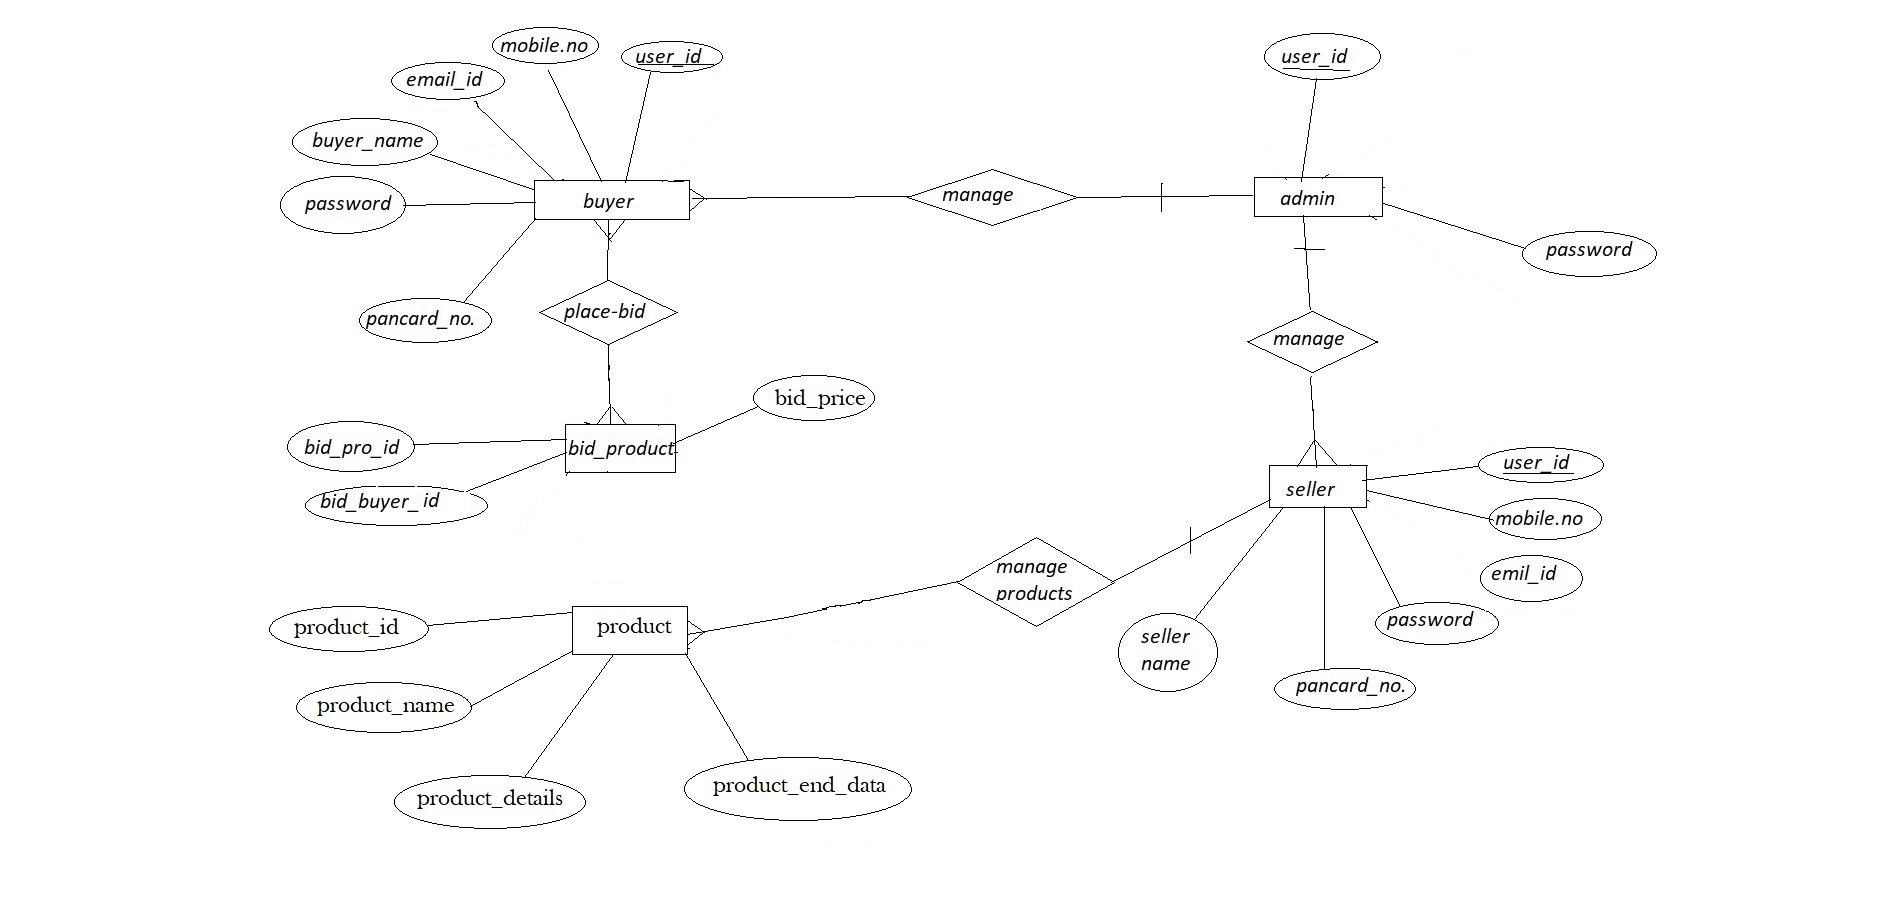 mobile.no
user_id
email_id
buyer_name
password
buyer
pancard_no.
manage
user_id
admin
password
place-bid
manage
bid_price
bid_pro_id
bid_product
bid_buyer_id
user_id
seller
mobile.no
emil_id
password
pancard_no.
seller
name
manage
products
product_id
product
product_name
product_details
product_end_data